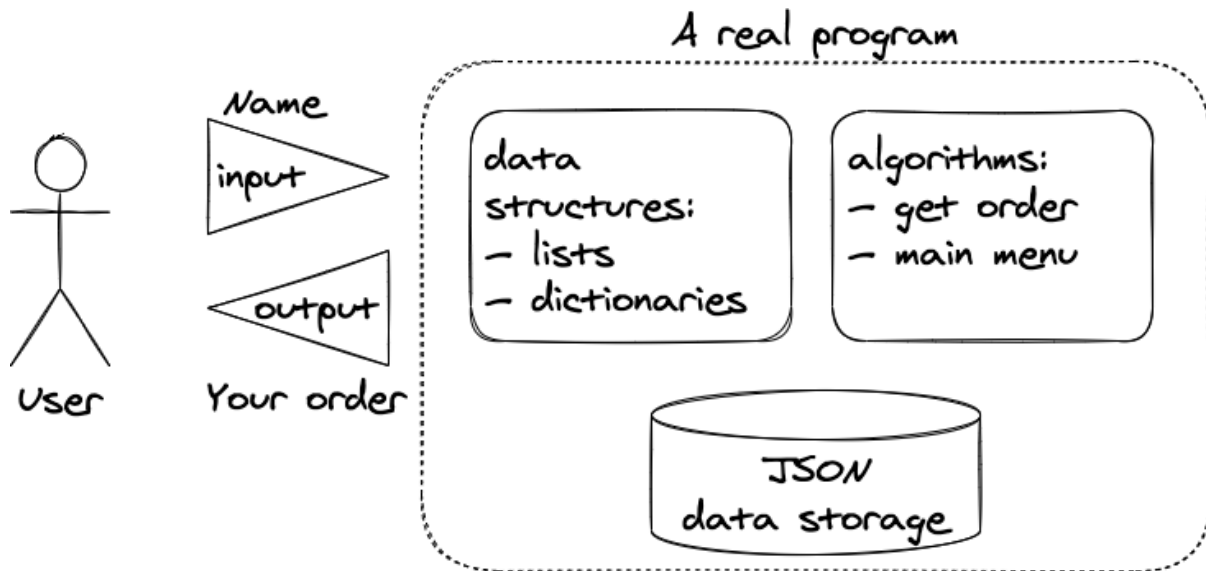 A real program
Name
input
output
User
Your order
data
structures:
- lists
- dictionaries
algorithms:
- get order
- main menu
JSON
data storage